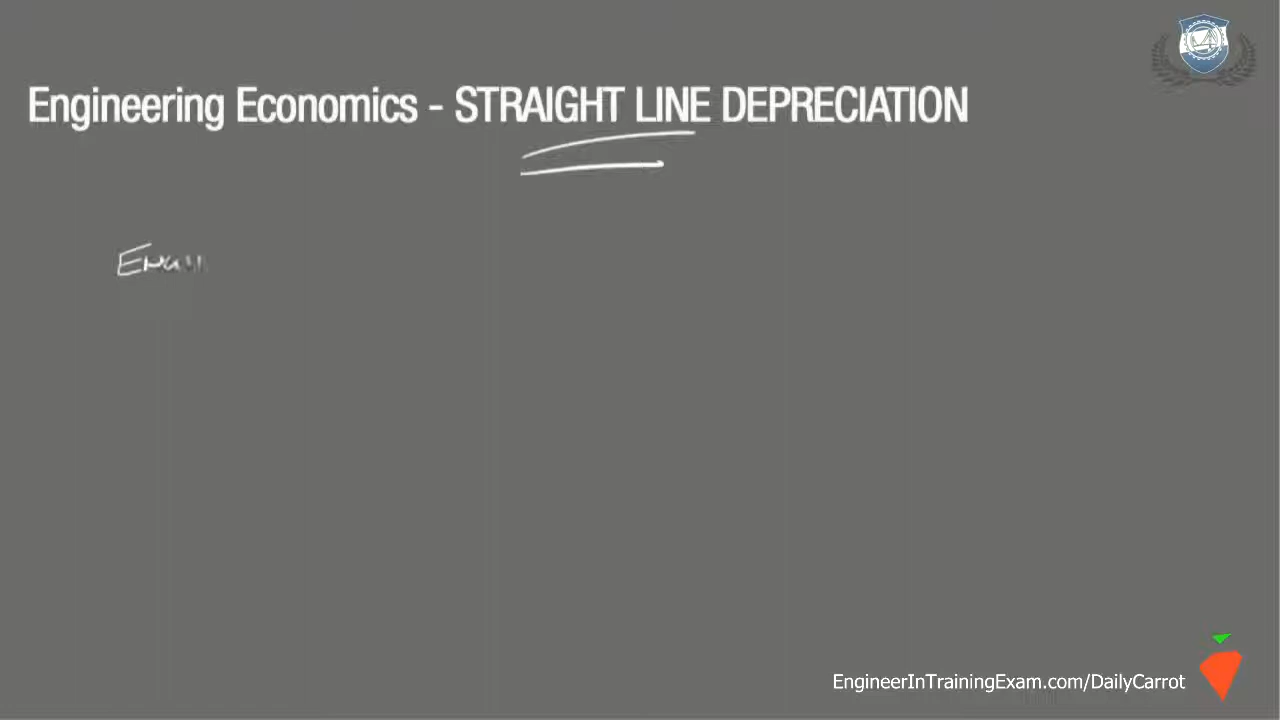 Engineering Economics - STRAIGHT LINE DEPRECIATION
EngineerInTrainingExam.com/DailyCarrot